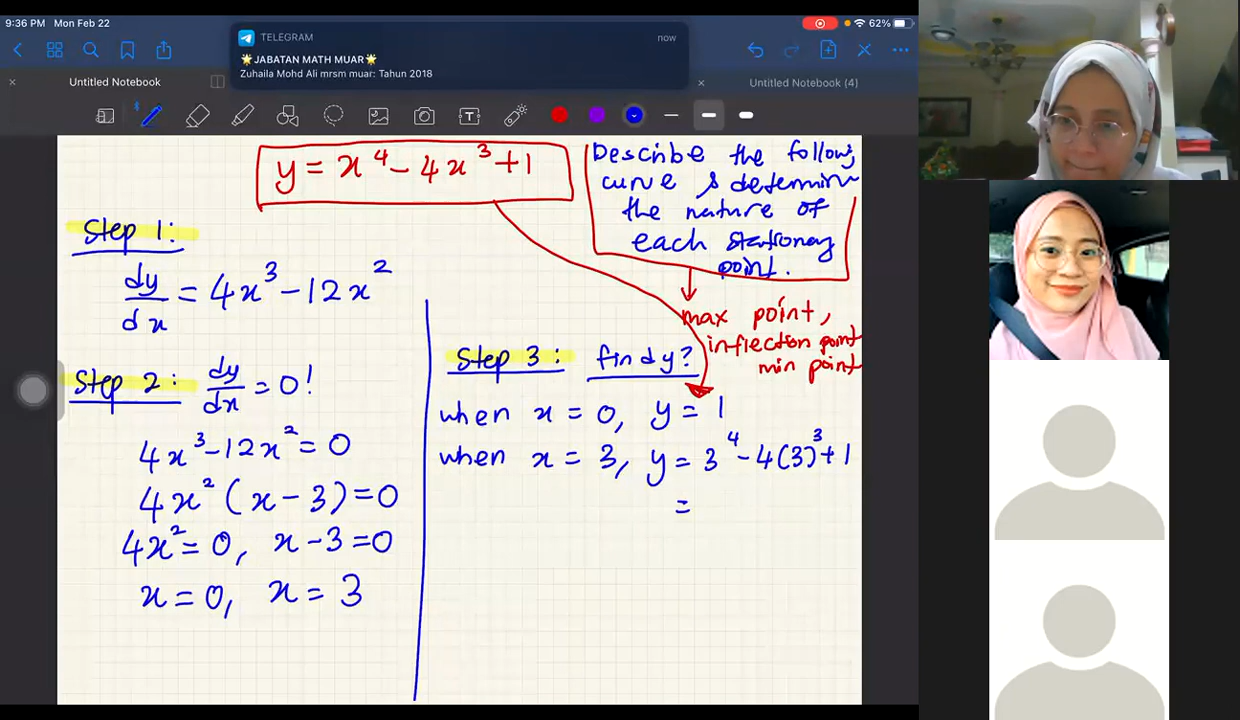 9:36 PM Mon Feb 22
62%
TELEGRAM
now
🌟JABATAN MATH MUAR🌟
Zuhaila Mohd Ali mrsm muar: Tahun 2018
Untitled Notebook
Untitled Notebook (4)
y = x⁴ - 4x³ + 1
Describe the follow
curve & determin
the nature of
each stationary
point.
max point,
inflection point
min point
Step 1:
dy/dx = 4x³ - 12x²
Step 2: dy/dx = 0!
4x³ - 12x² = 0
4x² (x - 3) = 0
4x² = 0, x - 3 = 0
x = 0, x = 3
Step 3: find y?
when x = 0, y = 1
when x = 3, y = 3⁴ - 4(3)³ + 1
=